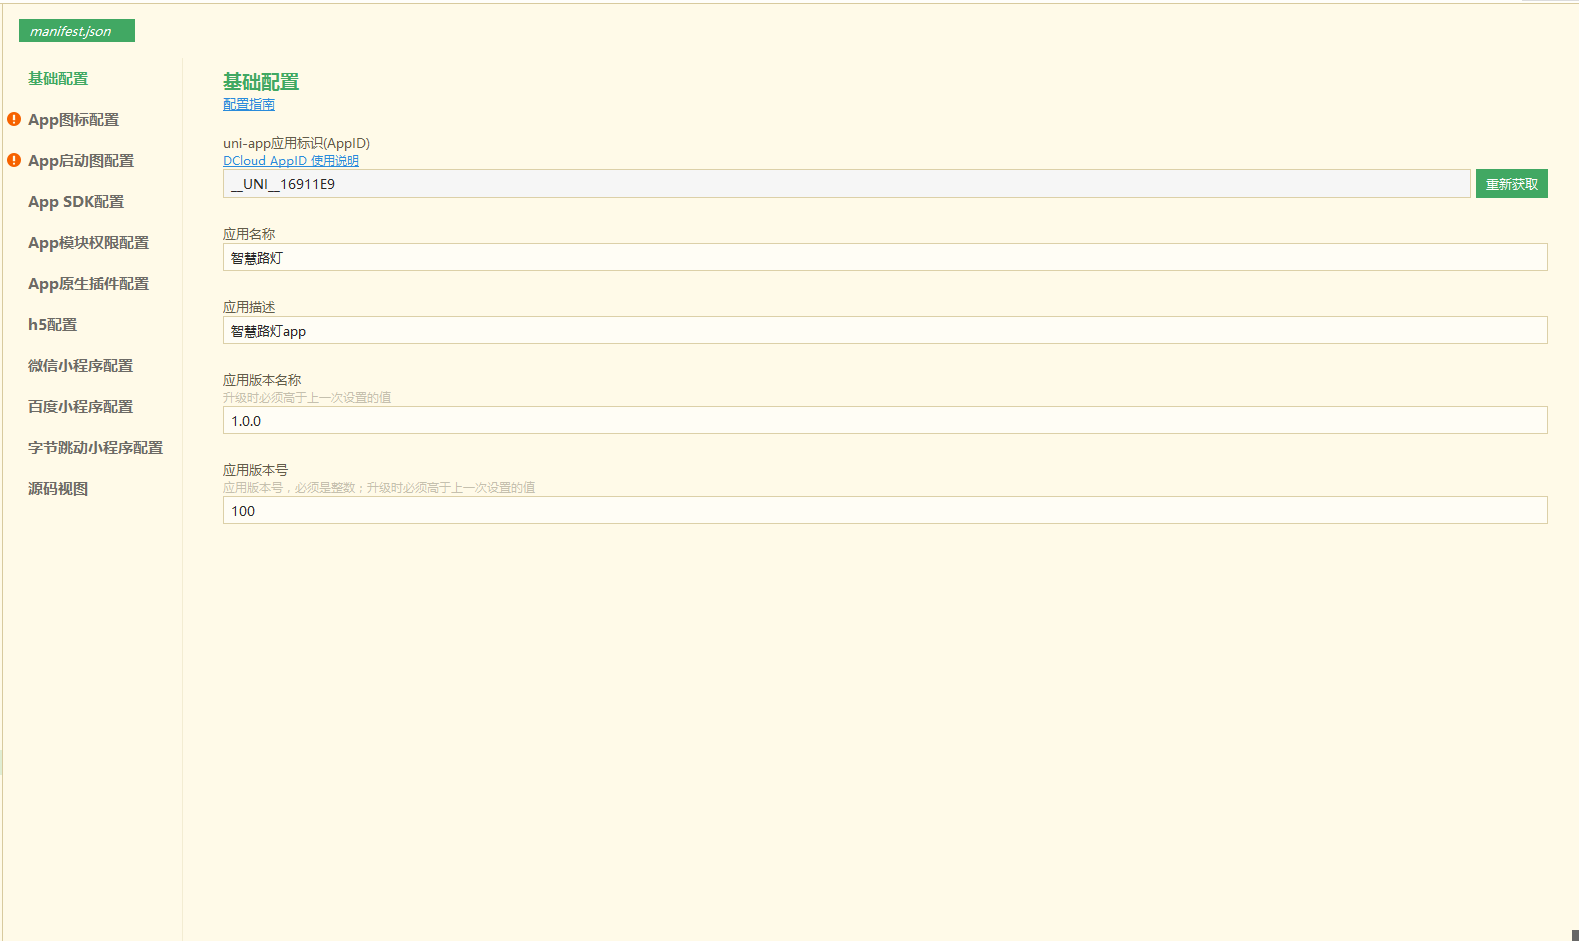 manifest.json
基础配置
App图标配置
App启动图配置
App SDK配置
App模块权限配置
App原生插件配置
h5配置
微信小程序配置
百度小程序配置
字节跳动小程序配置
源码视图
基础配置
配置指南
uni-app应用标识(AppID)
DCloud AppID 使用说明
__UNI__16911E9
重新获取
应用名称
智慧路灯
应用描述
智慧路灯app
应用版本名称
升级时必须高于上一次设置的值
1.0.0
应用版本号
应用版本号，必须是整数；升级时必须高于上一次设置的值
100